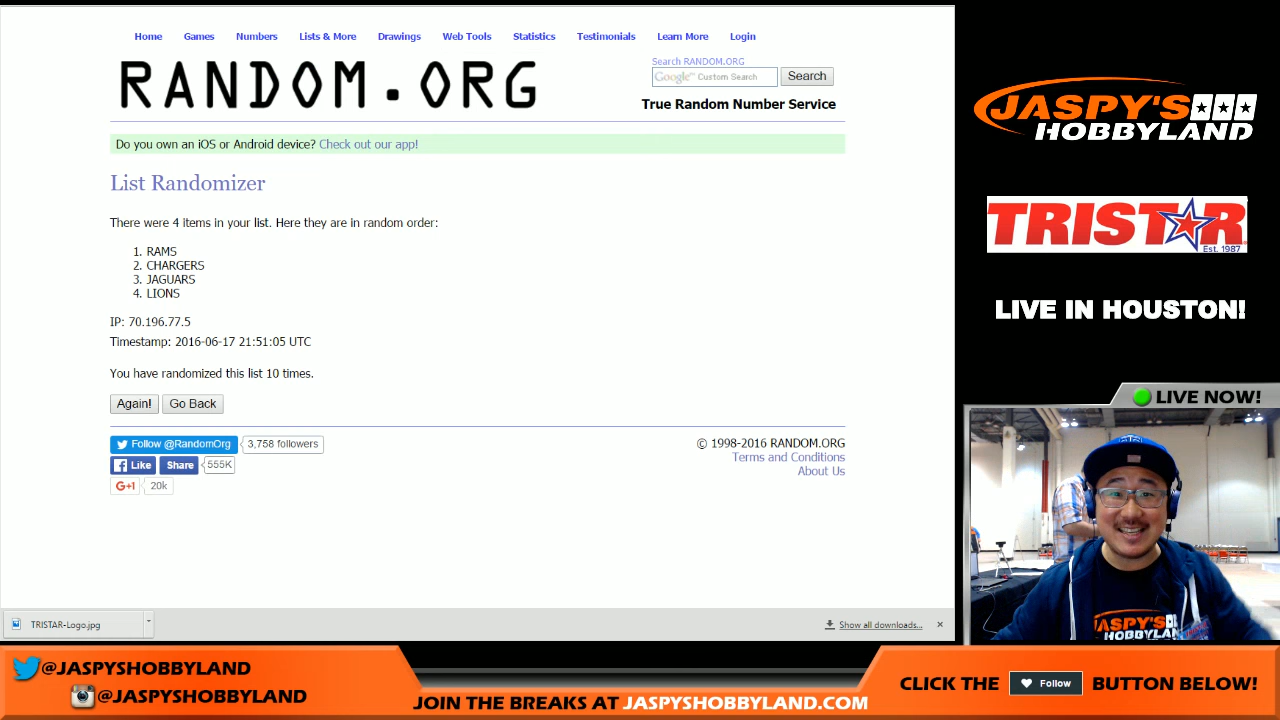 Home Games Numbers Lists & More Drawings Web Tools Statistics Testimonials Learn More Login
RANDOM.ORG
Search RANDOM.ORG
Google™ Custom Search Search
True Random Number Service
Do you own an iOS or Android device? Check out our app!
List Randomizer
There were 4 items in your list. Here they are in random order:
1. RAMS
2. CHARGERS
3. JAGUARS
4. LIONS
IP: 70.196.77.5
Timestamp: 2016-06-17 21:51:05 UTC
You have randomized this list 10 times.
Again! Go Back
Follow @RandomOrg 3,758 followers
Like Share 555K
G+1 20k
© 1998-2016 RANDOM.ORG
Terms and Conditions
About Us
TRISTAR-Logo.jpg
Show all downloads...
JASPY'S
HOBBYLAND
TRISTAR
Est. 1987
LIVE IN HOUSTON!
LIVE NOW!
JASPY'S
HOBBYLAND
@JASPYSHOBBYLAND
@JASPYSHOBBYLAND
JOIN THE BREAKS AT JASPYSHOBBYLAND.COM
CLICK THE Follow BUTTON BELOW!